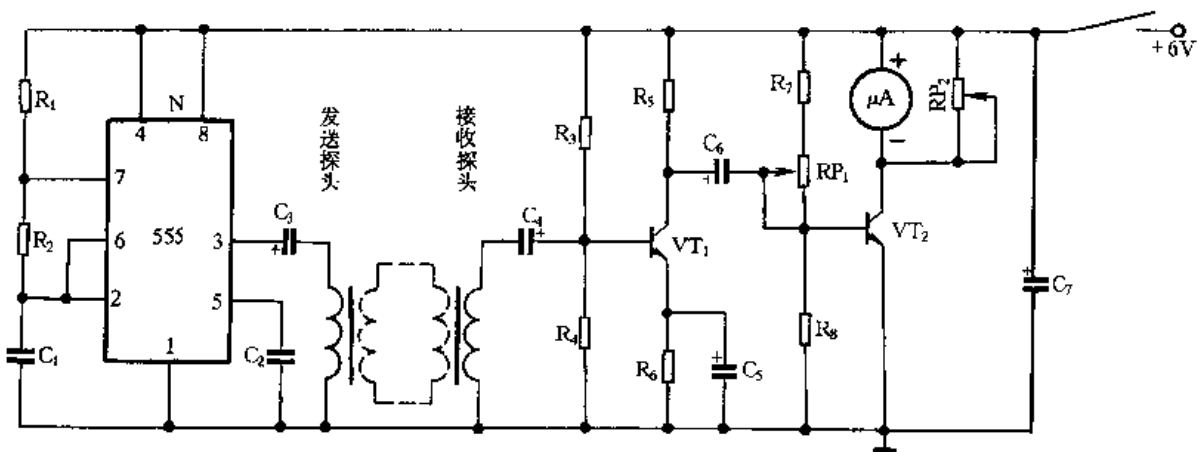 +6V
R₁
N
4
8
7
R₂
6
555
3
2
5
1
C₁
C₂
C₃
+
发送探头
接收探头
C₄
+
R₃
R₄
R₅
VT₁
R₆
+
C₅
C₆
+
R₇
RP₁
R₈
+
μA
−
RP₂
VT₂
+
C₇